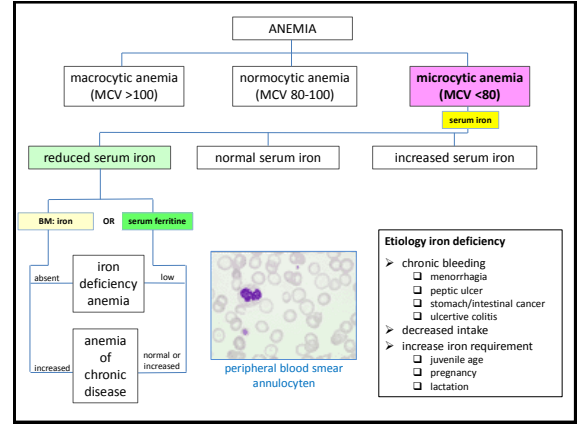 ANEMIA
macrocytic anemia
(MCV >100)
normocytic anemia
(MCV 80-100)
microcytic anemia
(MCV <80)
serum iron
reduced serum iron
normal serum iron
increased serum iron
BM: iron
OR
serum ferritine
absent
iron
deficiency
anemia
low
increased
anemia
of
chronic
disease
normal or
increased
peripheral blood smear
annulocyten
Etiology iron deficiency
➢ chronic bleeding
❑ menorrhagia
❑ peptic ulcer
❑ stomach/intestinal cancer
❑ ulcertive colitis
➢ decreased intake
➢ increase iron requirement
❑ juvenile age
❑ pregnancy
❑ lactation